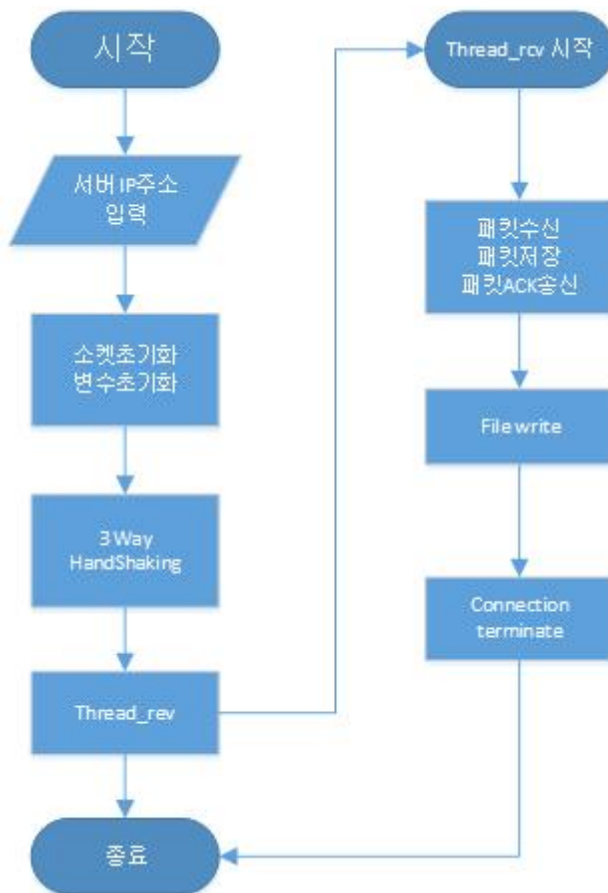 시작
서버 IP주소
입력
소켓초기화
변수초기화
3 Way
HandShaking
Thread_rev
종료
Thread_rcv 시작
패킷수신
패킷저장
패킷ACK송신
File write
Connection
terminate